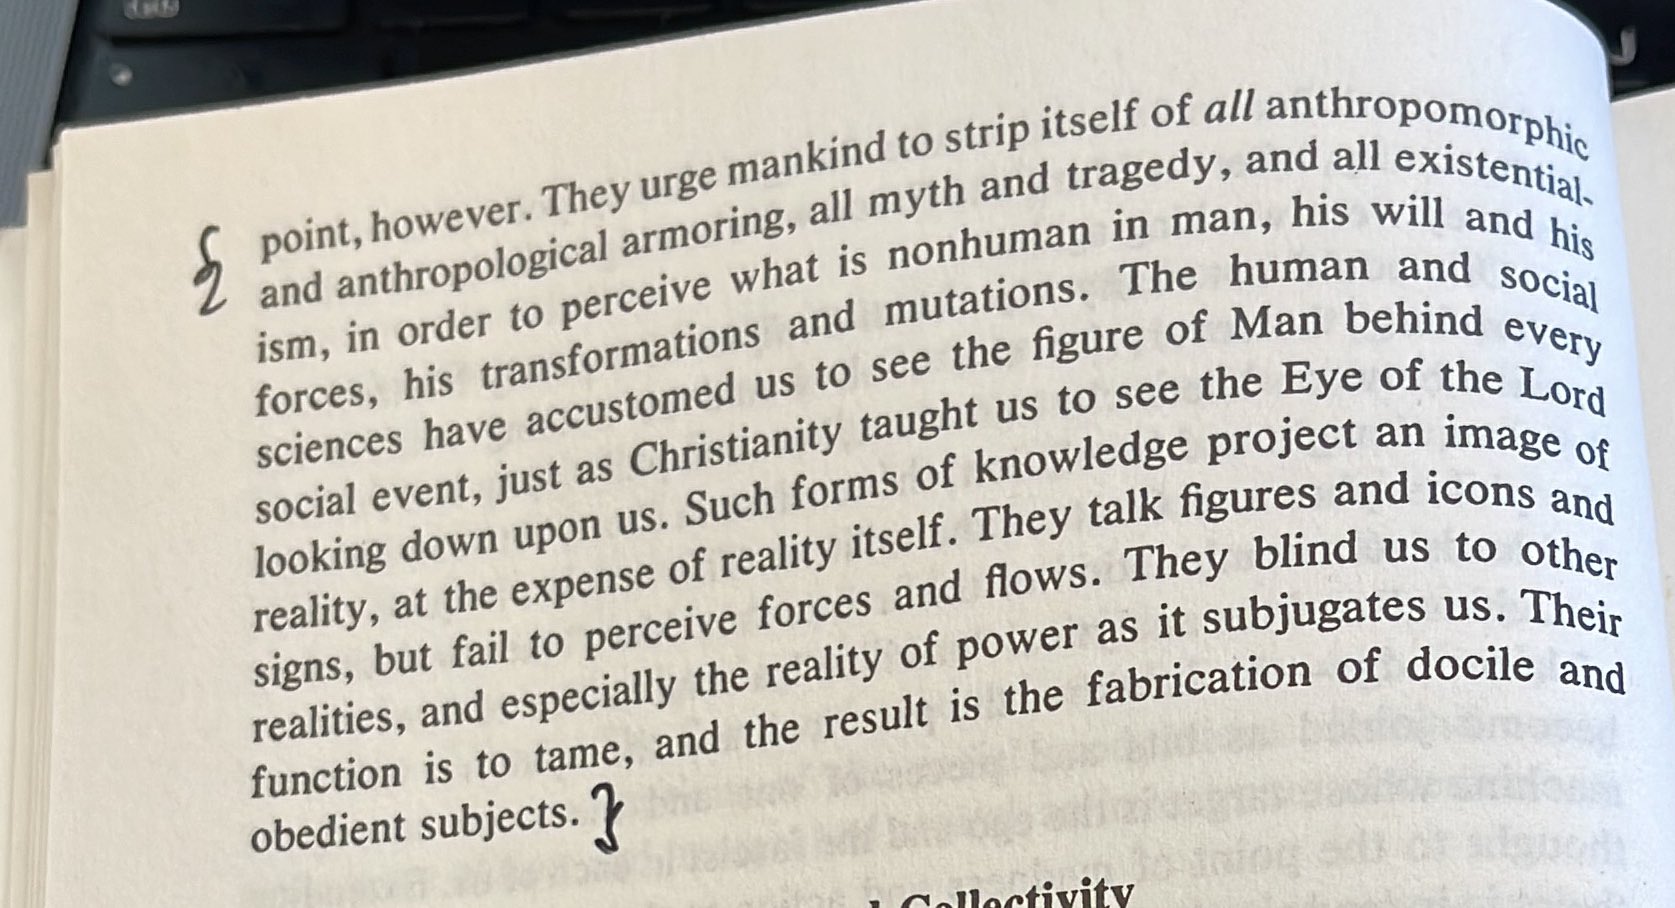 point, however. They urge mankind to strip itself of all anthropomorphic
and anthropological armoring, all myth and tragedy, and all existential-
ism, in order to perceive what is nonhuman in man, his will and his
forces, his transformations and mutations. The human and social
sciences have accustomed us to see the figure of Man behind every
social event, just as Christianity taught us to see the Eye of the Lord
looking down upon us. Such forms of knowledge project an image of
reality, at the expense of reality itself. They talk figures and icons and
signs, but fail to perceive forces and flows. They blind us to other
realities, and especially the reality of power as it subjugates us. Their
function is to tame, and the result is the fabrication of docile and
obedient subjects.
Collectivity